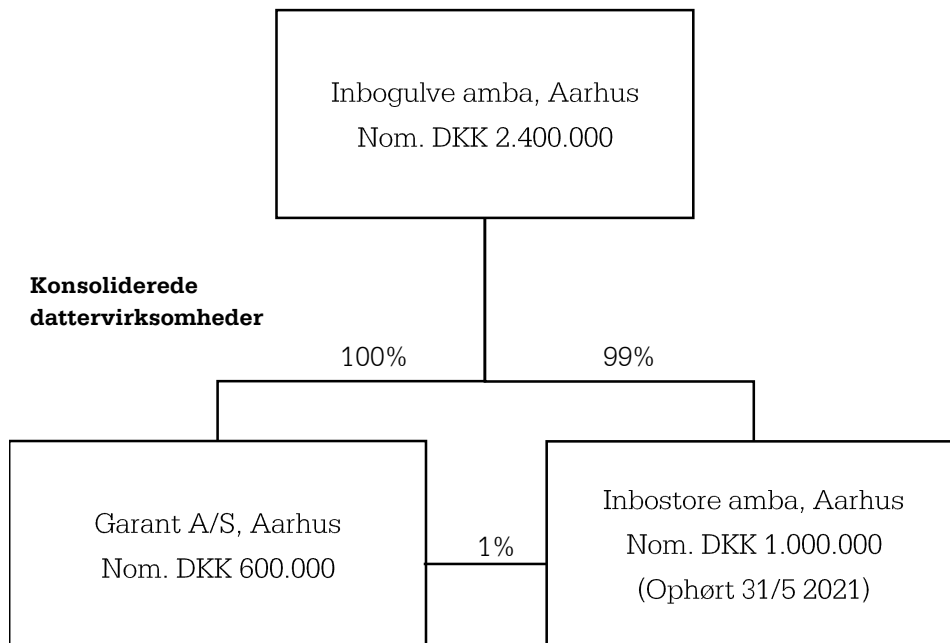 Inbogulve amba, Aarhus
Nom. DKK 2.400.000
Konsoliderede
dattervirksomheder
100%
99%
Garant A/S, Aarhus
Nom. DKK 600.000
1%
Inbostore amba, Aarhus
Nom. DKK 1.000.000
(Ophørt 31/5 2021)